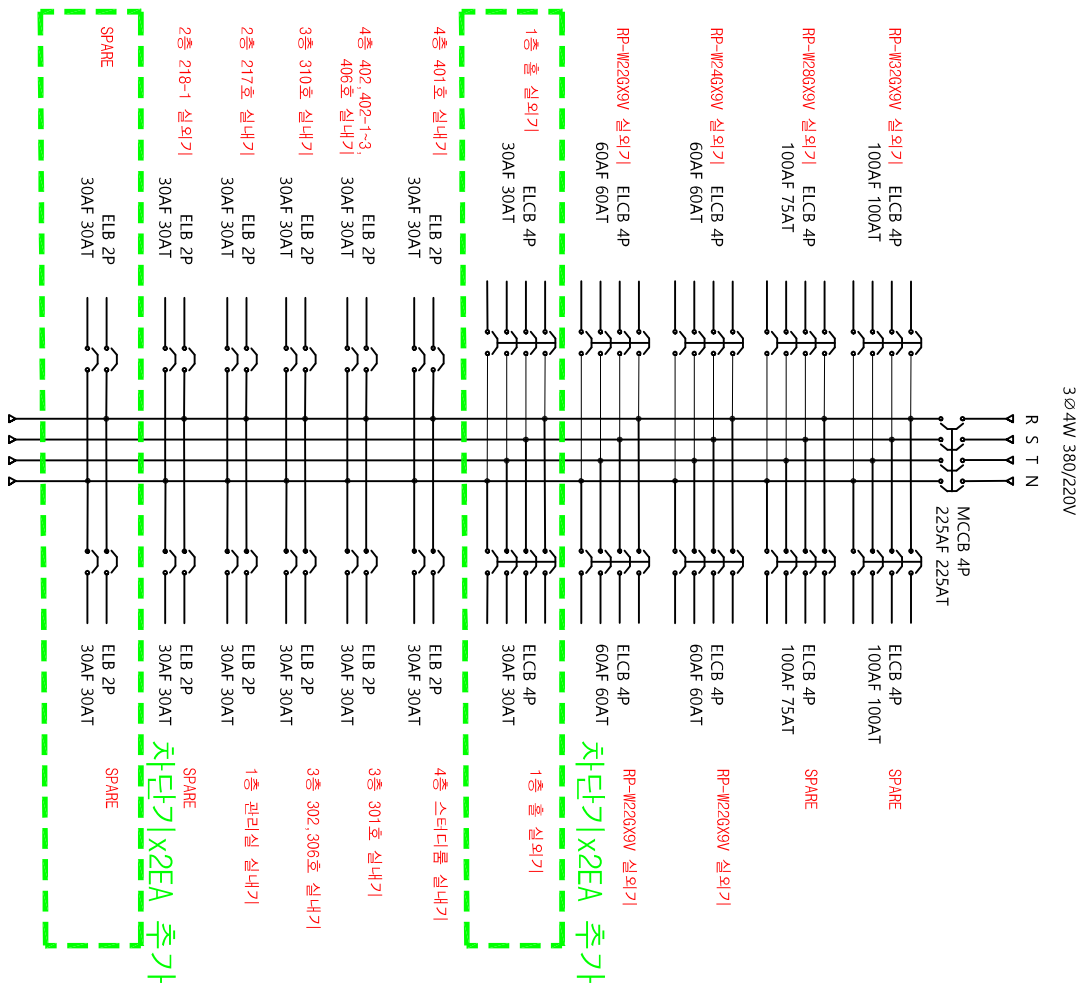 3∅4W 380/220V
R S T N
MCCB 4P
225AF 225AT
RP-W32GX9V 실외기
ELCB 4P
100AF 100AT
ELCB 4P
100AF 100AT
SPARE
RP-W28GX9V 실외기
ELCB 4P
100AF 75AT
ELCB 4P
100AF 75AT
SPARE
RP-W24GX9V 실외기
ELCB 4P
60AF 60AT
ELCB 4P
60AF 60AT
RP-W22GX9V 실외기
RP-W22GX9V 실외기
ELCB 4P
60AF 60AT
ELCB 4P
60AF 60AT
RP-W22GX9V 실외기
차단기x2EA 추가
1층 홀 실외기
ELCB 4P
30AF 30AT
ELCB 4P
30AF 30AT
1층 홀 실외기
4층 401호 실내기
ELB 2P
30AF 30AT
ELB 2P
30AF 30AT
4층 스터디룸 실내기
4층 402,402-1~3,
406호 실내기
ELB 2P
30AF 30AT
ELB 2P
30AF 30AT
3층 301호 실내기
3층 310호 실내기
ELB 2P
30AF 30AT
ELB 2P
30AF 30AT
3층 302,306호 실내기
2층 217호 실내기
ELB 2P
30AF 30AT
ELB 2P
30AF 30AT
1층 관리실 실내기
2층 218-1 실외기
ELB 2P
30AF 30AT
ELB 2P
30AF 30AT
SPARE
차단기x2EA 추가
SPARE
ELB 2P
30AF 30AT
ELB 2P
30AF 30AT
SPARE